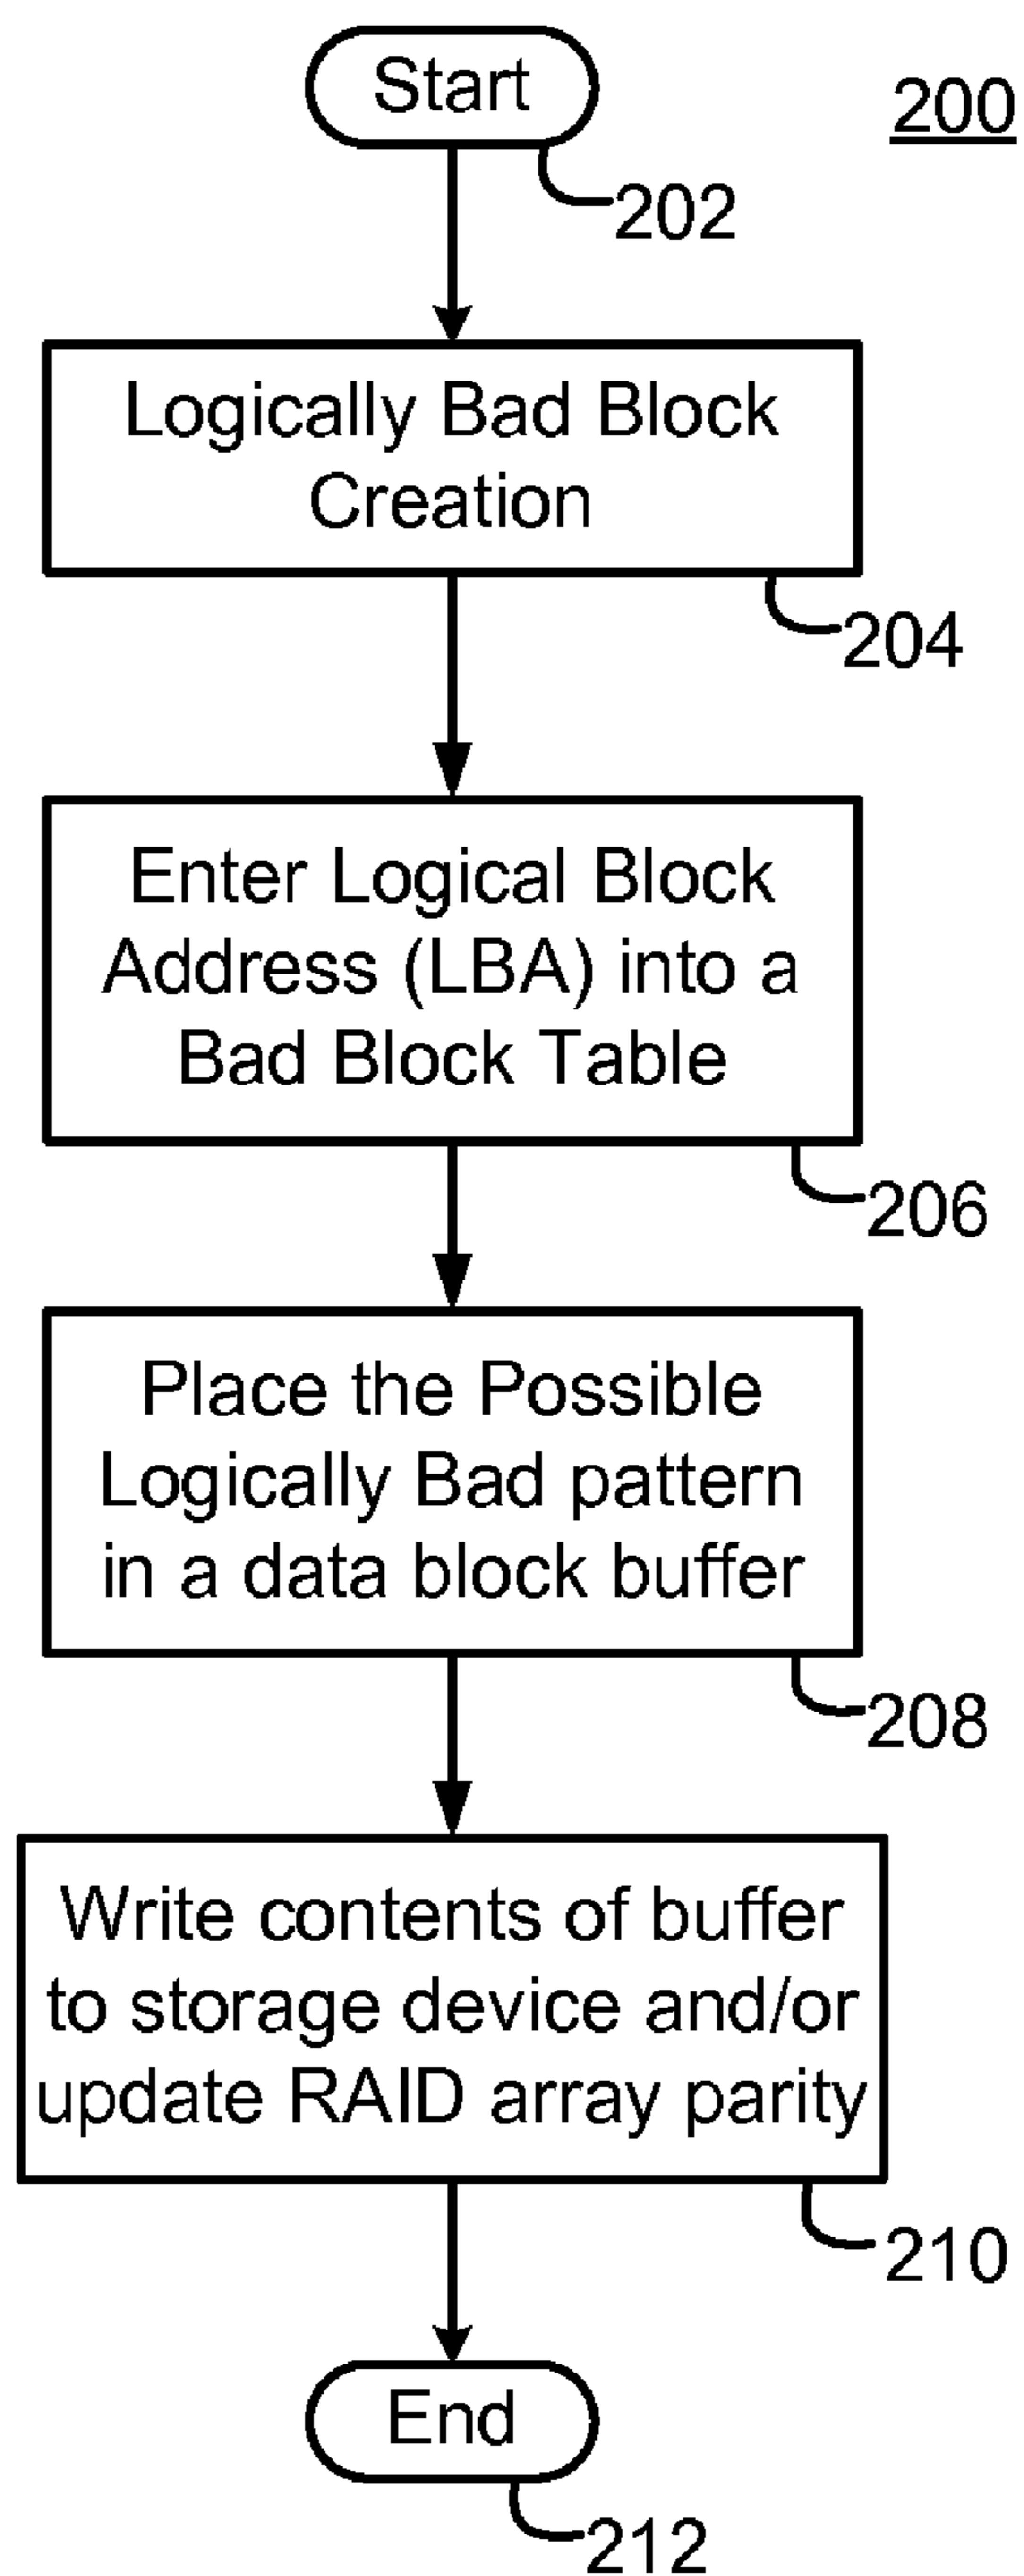 Start
200
202
Logically Bad Block
Creation
204
Enter Logical Block
Address (LBA) into a
Bad Block Table
206
Place the Possible
Logically Bad pattern
in a data block buffer
208
Write contents of buffer
to storage device and/or
update RAID array parity
210
End
212